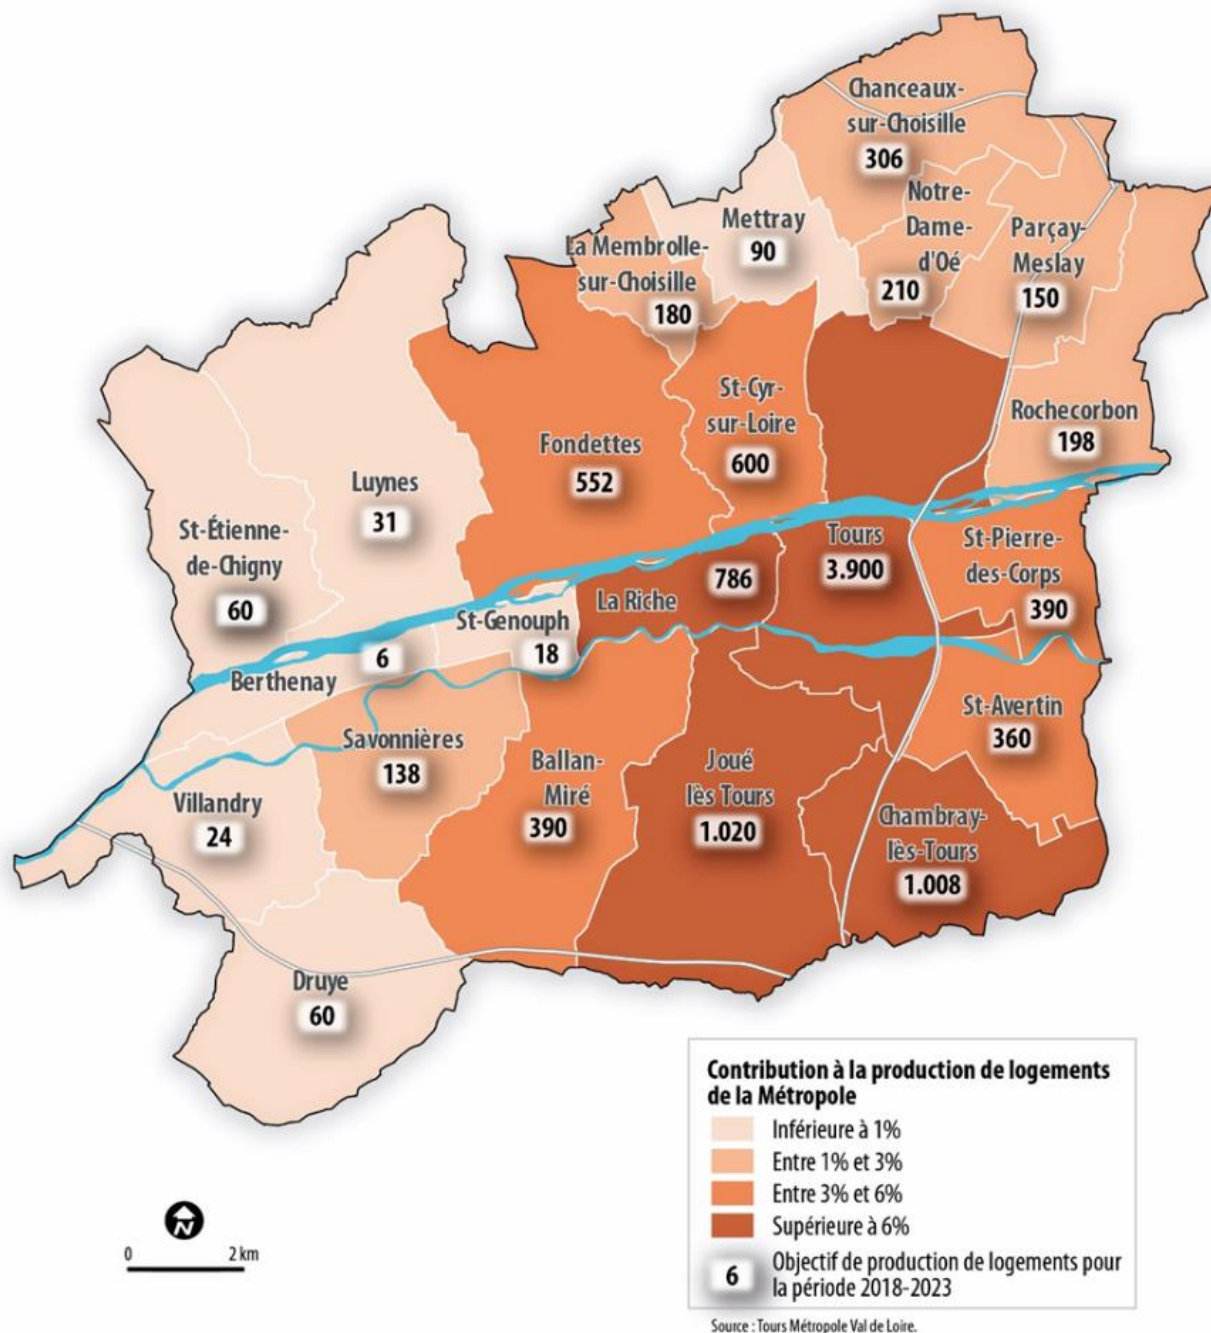 Chanceaux-
sur-Choisille
306
Notre-
Dame-
d'Oé
210
Parçay-
Meslay
150
Mettray
90
La Membrolle-
sur-Choisille
180
St-Cyr-
sur-Loire
600
Rochecorbon
198
Fondettes
552
Luynes
31
St-Étienne-
de-Chigny
60
Tours
3.900
St-Pierre-
des-Corps
390
La Riche
786
St-Genouph
18
6
Berthenay
Savonnières
138
Villandry
24
Ballan-
Miré
390
Joué
lès Tours
1.020
St-Avertin
360
Chambray-
lès-Tours
1.008
Druye
60
Contribution à la production de logements
de la Métropole
Inférieure à 1%
Entre 1% et 3%
Entre 3% et 6%
Supérieure à 6%
6 Objectif de production de logements pour
la période 2018-2023
N
0 2 km
Source : Tours Métropole Val de Loire.